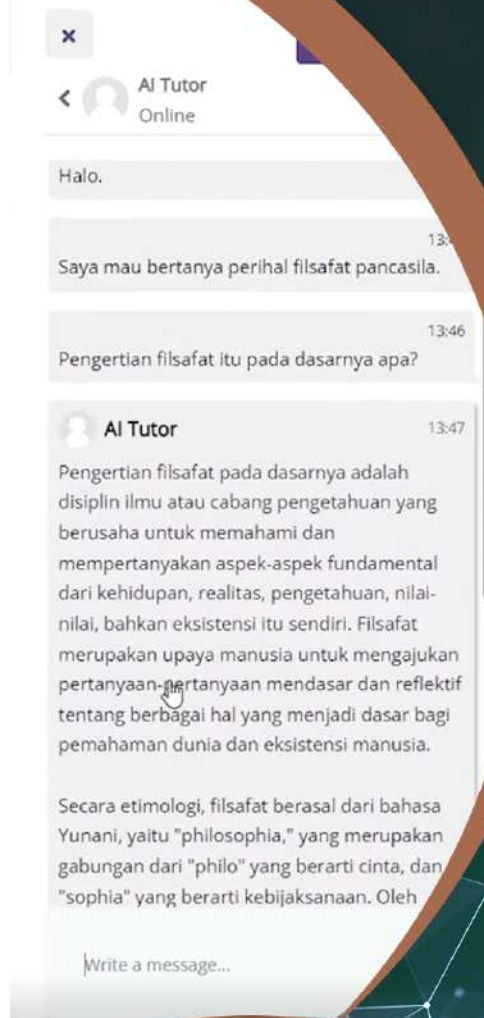 AI Tutor
Online
Halo.
Saya mau bertanya perihal filsafat pancasila.
13:46
Pengertian filsafat itu pada dasarnya apa?
AI Tutor 13:47
Pengertian filsafat pada dasarnya adalah
disiplin ilmu atau cabang pengetahuan yang
berusaha untuk memahami dan
mempertanyakan aspek-aspek fundamental
dari kehidupan, realitas, pengetahuan, nilai-
nilai, bahkan eksistensi itu sendiri. Filsafat
merupakan upaya manusia untuk mengajukan
pertanyaan-pertanyaan mendasar dan reflektif
tentang berbagai hal yang menjadi dasar bagi
pemahaman dunia dan eksistensi manusia.
Secara etimologi, filsafat berasal dari bahasa
Yunani, yaitu "philosophia," yang merupakan
gabungan dari "philo" yang berarti cinta, dan
"sophia" yang berarti kebijaksanaan. Oleh
Write a message...